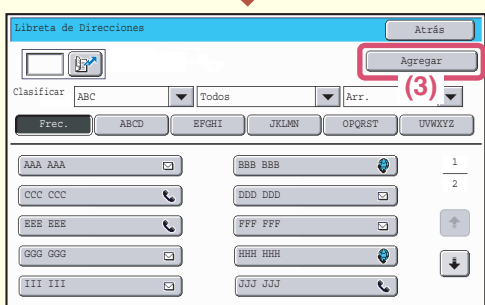 Libreta de Direcciones
Atrás
Agregar
(3)
Clasificar ABC Todos Arr.
Frec. ABCD EFGHI JKLMN OPQRST UVWXYZ
AAA AAA BBB BBB 1
CCC CCC DDD DDD 2
EEE EEE FFF FFF
GGG GGG HHH HHH
III III JJJ JJJ